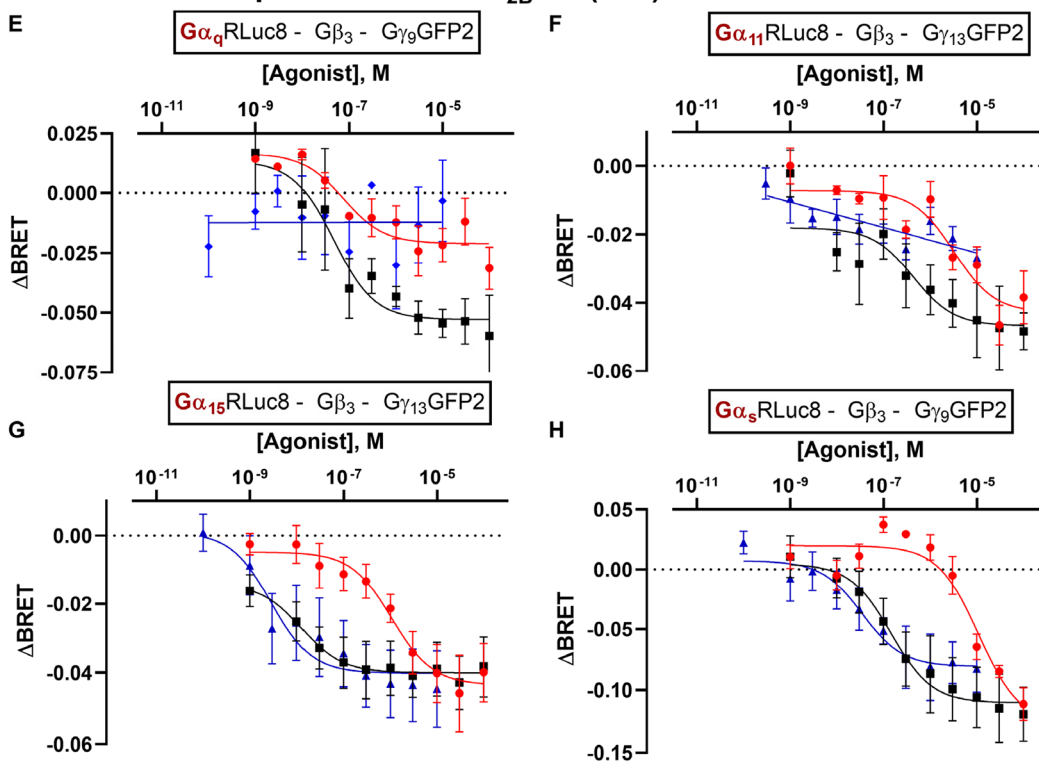 E
Gα_qRLuc8 - Gβ₃ - Gγ₉GFP2
[Agonist], M
10⁻¹¹ 10⁻⁹ 10⁻⁷ 10⁻⁵
0.025
0.000
-0.025
-0.050
-0.075
ΔBRET
F
Gα₁₁RLuc8 - Gβ₃ - Gγ₁₃GFP2
[Agonist], M
10⁻¹¹ 10⁻⁹ 10⁻⁷ 10⁻⁵
0.00
-0.02
-0.04
-0.06
ΔBRET
G
Gα₁₅RLuc8 - Gβ₃ - Gγ₁₃GFP2
[Agonist], M
10⁻¹¹ 10⁻⁹ 10⁻⁷ 10⁻⁵
0.00
-0.02
-0.04
-0.06
ΔBRET
H
GαₛRLuc8 - Gβ₃ - Gγ₉GFP2
[Agonist], M
10⁻¹¹ 10⁻⁹ 10⁻⁷ 10⁻⁵
0.05
0.00
-0.05
-0.10
-0.15
ΔBRET